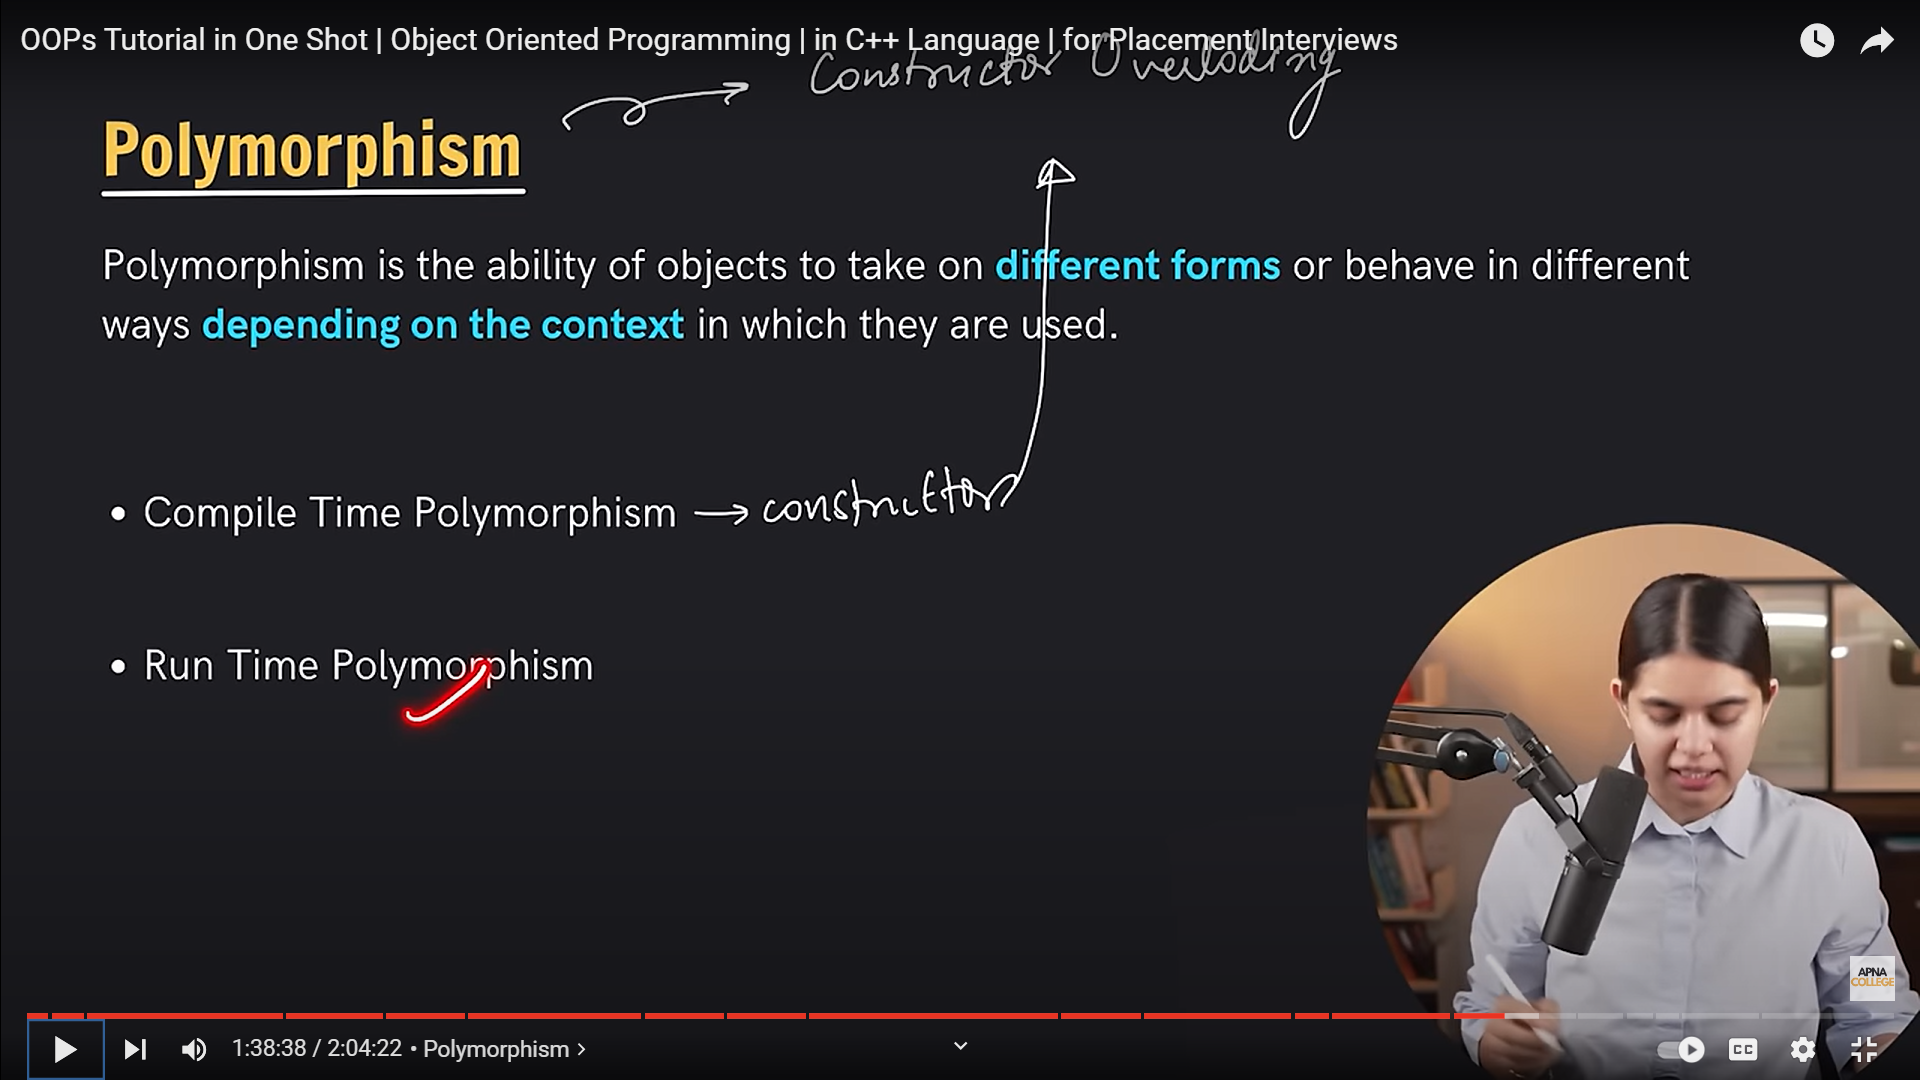 OOPs Tutorial in One Shot | Object Oriented Programming | in C++ Language | for Placement Interviews
Constructor Overloding
Polymorphism
Polymorphism is the ability of objects to take on different forms or behave in different
ways depending on the context in which they are used.
• Compile Time Polymorphism → constructor
• Run Time Polymorphism
APNA
COLLEGE
1:38:38 / 2:04:22 • Polymorphism >
CC